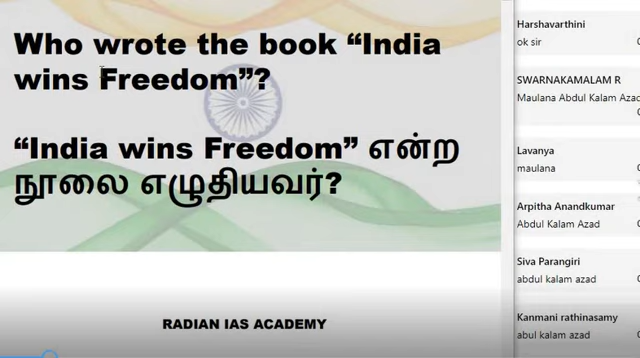 Who wrote the book “India
wins Freedom”?
“India wins Freedom” என்ற
நூலை எழுதியவர்?
RADIAN IAS ACADEMY
Harshavarthini
ok sir
SWARNAKAMALAM R
Maulana Abdul Kalam Azad
Lavanya
maulana
Arpitha Anandkumar
Abdul Kalam Azad
Siva Parangiri
abdul kalam azad
Kanmani rathinasamy
abul kalam azad